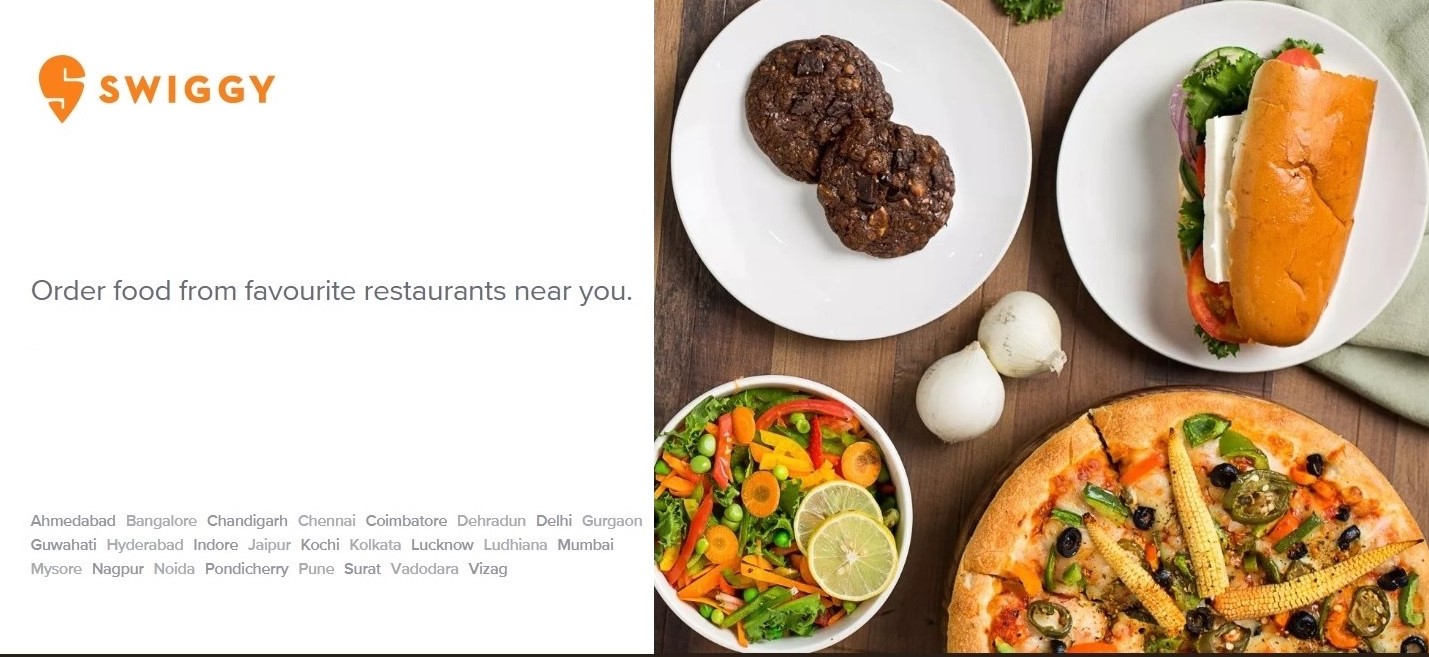 SWIGGY
Order food from favourite restaurants near you.
Ahmedabad Bangalore Chandigarh Chennai Coimbatore Dehradun Delhi Gurgaon
Guwahati Hyderabad Indore Jaipur Kochi Kolkata Lucknow Ludhiana Mumbai
Mysore Nagpur Noida Pondicherry Pune Surat Vadodara Vizag